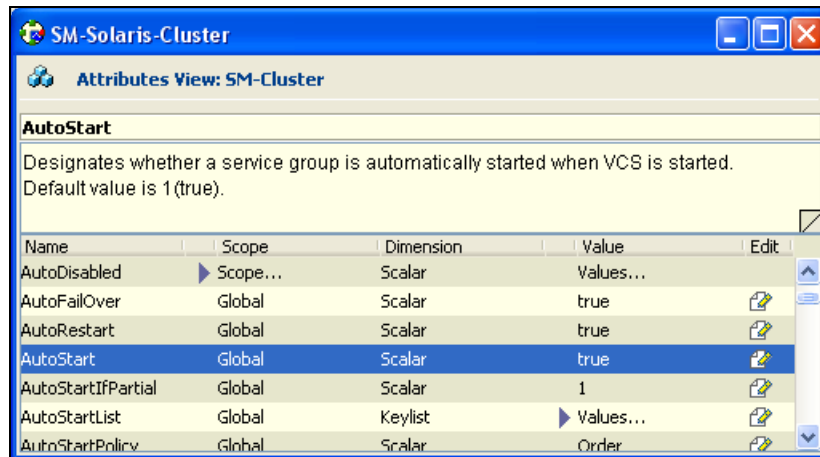 SM-Solaris-Cluster
Attributes View: SM-Cluster
AutoStart
Designates whether a service group is automatically started when VCS is started.
Default value is 1(true).
Name Scope Dimension Value Edit
AutoDisabled Scope... Scalar Values...
AutoFailOver Global Scalar true
AutoRestart Global Scalar true
AutoStart Global Scalar true
AutoStartIfPartial Global Scalar 1
AutoStartList Global Keylist Values...
AutoStartPolicy Global Scalar Order